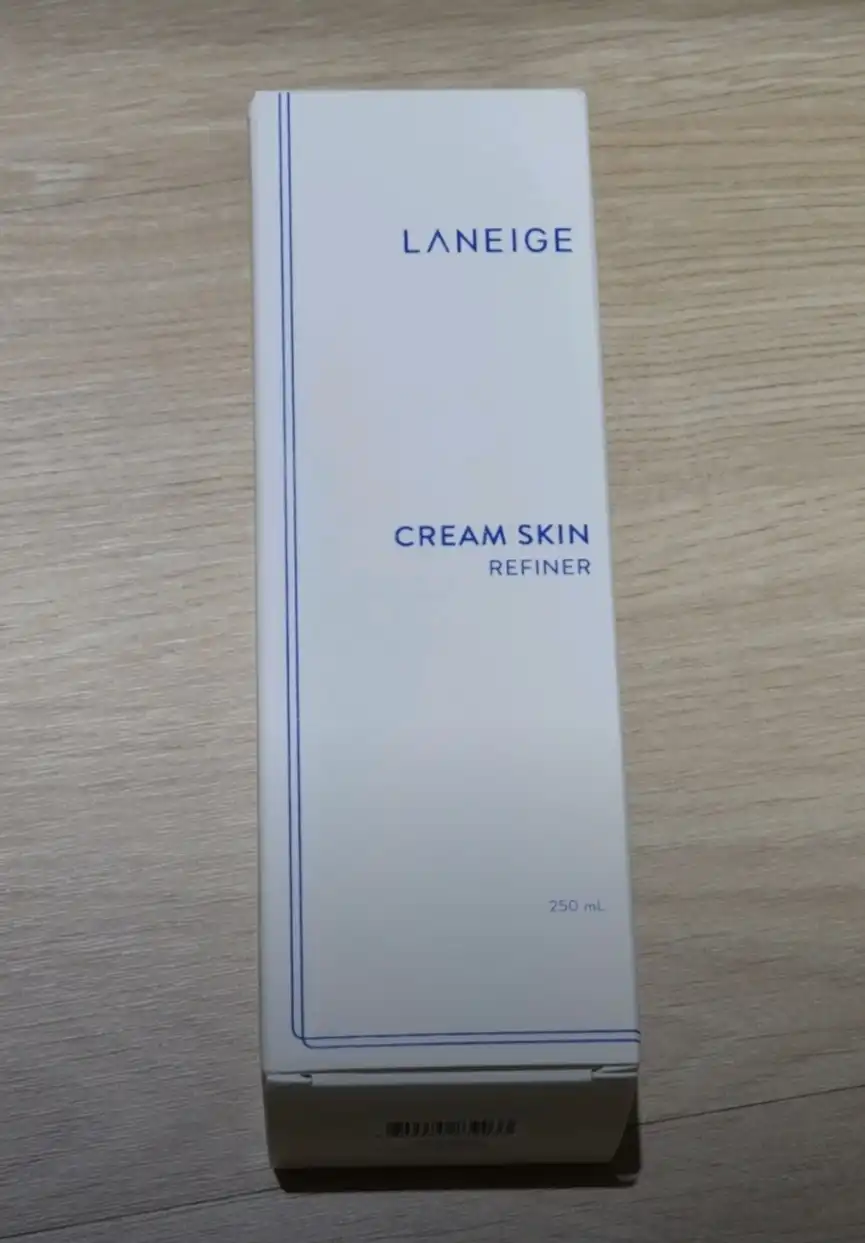 LANEIGE
CREAM SKIN
REFINER
250 mL